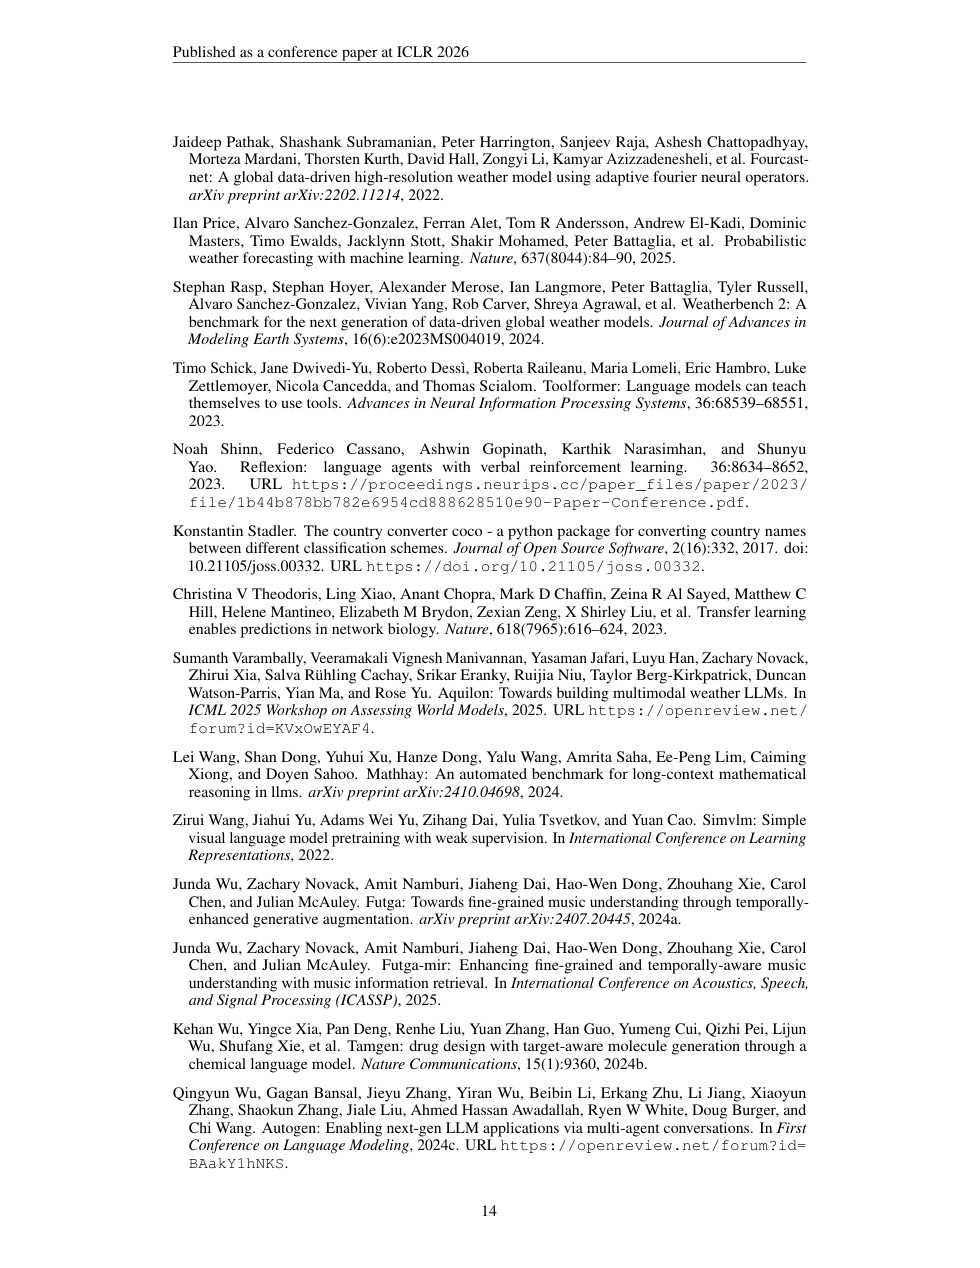 Published as a conference paper at ICLR 2026
Jaideep Pathak, Shashank Subramanian, Peter Harrington, Sanjeev Raja, Ashesh Chattopadhyay,
Morteza Mardani, Thorsten Kurth, David Hall, Zongyi Li, Kamyar Azizzadenesheli, et al. Fourcast-
net: A global data-driven high-resolution weather model using adaptive fourier neural operators.
arXiv preprint arXiv:2202.11214, 2022.
Ilan Price, Alvaro Sanchez-Gonzalez, Ferran Alet, Tom R Andersson, Andrew El-Kadi, Dominic
Masters, Timo Ewalds, Jacklynn Stott, Shakir Mohamed, Peter Battaglia, et al. Probabilistic
weather forecasting with machine learning. Nature, 637(8044):84–90, 2025.
Stephan Rasp, Stephan Hoyer, Alexander Merose, Ian Langmore, Peter Battaglia, Tyler Russell,
Alvaro Sanchez-Gonzalez, Vivian Yang, Rob Carver, Shreya Agrawal, et al. Weatherbench 2: A
benchmark for the next generation of data-driven global weather models. Journal of Advances in
Modeling Earth Systems, 16(6):e2023MS004019, 2024.
Timo Schick, Jane Dwivedi-Yu, Roberto Dessì, Roberta Raileanu, Maria Lomeli, Eric Hambro, Luke
Zettlemoyer, Nicola Cancedda, and Thomas Scialom. Toolformer: Language models can teach
themselves to use tools. Advances in Neural Information Processing Systems, 36:68539–68551,
2023.
Noah Shinn, Federico Cassano, Ashwin Gopinath, Karthik Narasimhan, and Shunyu
Yao. Reflexion: language agents with verbal reinforcement learning. 36:8634–8652,
2023. URL https://proceedings.neurips.cc/paper_files/paper/2023/
file/1b44b878bb782e6954cd888628510e90-Paper-Conference.pdf.
Konstantin Stadler. The country converter coco - a python package for converting country names
between different classification schemes. Journal of Open Source Software, 2(16):332, 2017. doi:
10.21105/joss.00332. URL https://doi.org/10.21105/joss.00332.
Christina V Theodoris, Ling Xiao, Anant Chopra, Mark D Chaffin, Zeina R Al Sayed, Matthew C
Hill, Helene Mantineo, Elizabeth M Brydon, Zexian Zeng, X Shirley Liu, et al. Transfer learning
enables predictions in network biology. Nature, 618(7965):616–624, 2023.
Sumanth Varambally, Veeramakali Vignesh Manivannan, Yasaman Jafari, Luyu Han, Zachary Novack,
Zhirui Xia, Salva Rühling Cachay, Srikar Eranky, Ruijia Niu, Taylor Berg-Kirkpatrick, Duncan
Watson-Parris, Yian Ma, and Rose Yu. Aquilon: Towards building multimodal weather LLMs. In
ICML 2025 Workshop on Assessing World Models, 2025. URL https://openreview.net/
forum?id=KVxOwEYAF4.
Lei Wang, Shan Dong, Yuhui Xu, Hanze Dong, Yalu Wang, Amrita Saha, Ee-Peng Lim, Caiming
Xiong, and Doyen Sahoo. Mathhay: An automated benchmark for long-context mathematical
reasoning in llms. arXiv preprint arXiv:2410.04698, 2024.
Zirui Wang, Jiahui Yu, Adams Wei Yu, Zihang Dai, Yulia Tsvetkov, and Yuan Cao. Simvlm: Simple
visual language model pretraining with weak supervision. In International Conference on Learning
Representations, 2022.
Junda Wu, Zachary Novack, Amit Namburi, Jiaheng Dai, Hao-Wen Dong, Zhouhang Xie, Carol
Chen, and Julian McAuley. Futga: Towards fine-grained music understanding through temporally-
enhanced generative augmentation. arXiv preprint arXiv:2407.20445, 2024a.
Junda Wu, Zachary Novack, Amit Namburi, Jiaheng Dai, Hao-Wen Dong, Zhouhang Xie, Carol
Chen, and Julian McAuley. Futga-mir: Enhancing fine-grained and temporally-aware music
understanding with music information retrieval. In International Conference on Acoustics, Speech,
and Signal Processing (ICASSP), 2025.
Kehan Wu, Yingce Xia, Pan Deng, Renhe Liu, Yuan Zhang, Han Guo, Yumeng Cui, Qizhi Pei, Lijun
Wu, Shufang Xie, et al. Tamgen: drug design with target-aware molecule generation through a
chemical language model. Nature Communications, 15(1):9360, 2024b.
Qingyun Wu, Gagan Bansal, Jieyu Zhang, Yiran Wu, Beibin Li, Erkang Zhu, Li Jiang, Xiaoyun
Zhang, Shaokun Zhang, Jiale Liu, Ahmed Hassan Awadallah, Ryen W White, Doug Burger, and
Chi Wang. Autogen: Enabling next-gen LLM applications via multi-agent conversations. In First
Conference on Language Modeling, 2024c. URL https://openreview.net/forum?id=
BAakY1hNKS.
14